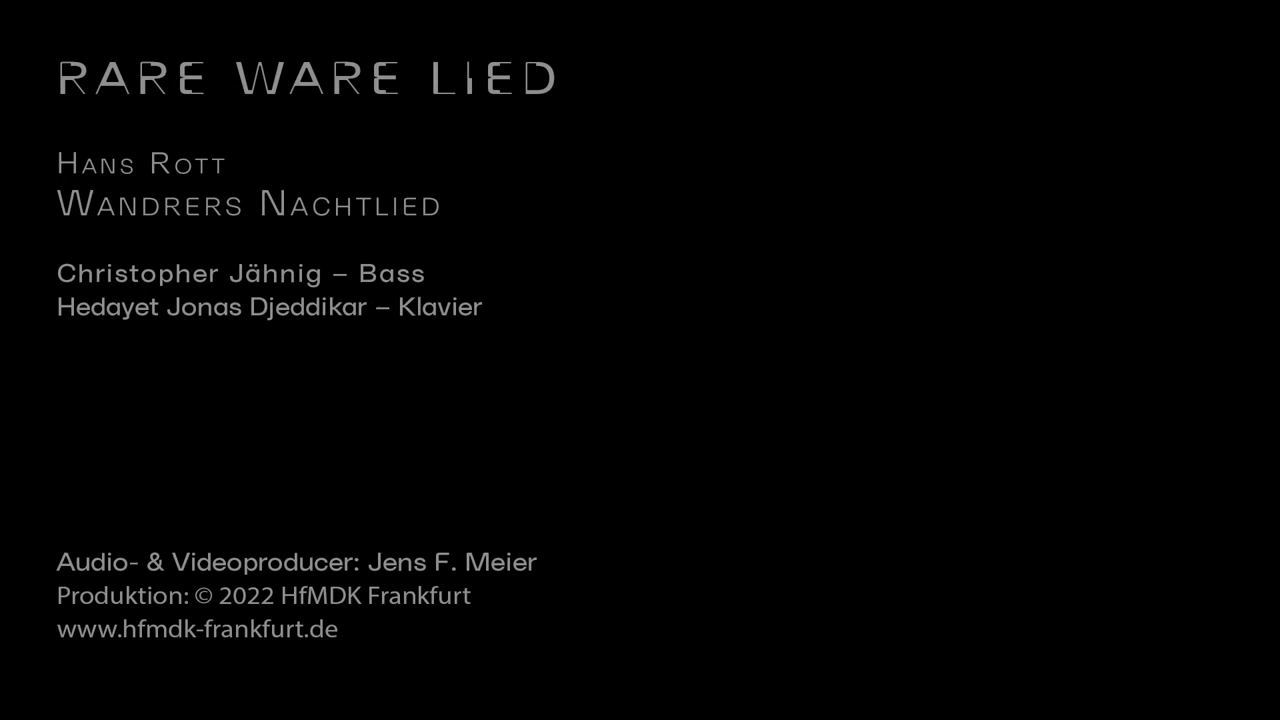 RARE WARE LIED
Hans Rott
Wandrers Nachtlied
Christopher Jähnig – Bass
Hedayet Jonas Djeddikar – Klavier
Audio- & Videoproducer: Jens F. Meier
Produktion: © 2022 HfMDK Frankfurt
www.hfmdk-frankfurt.de